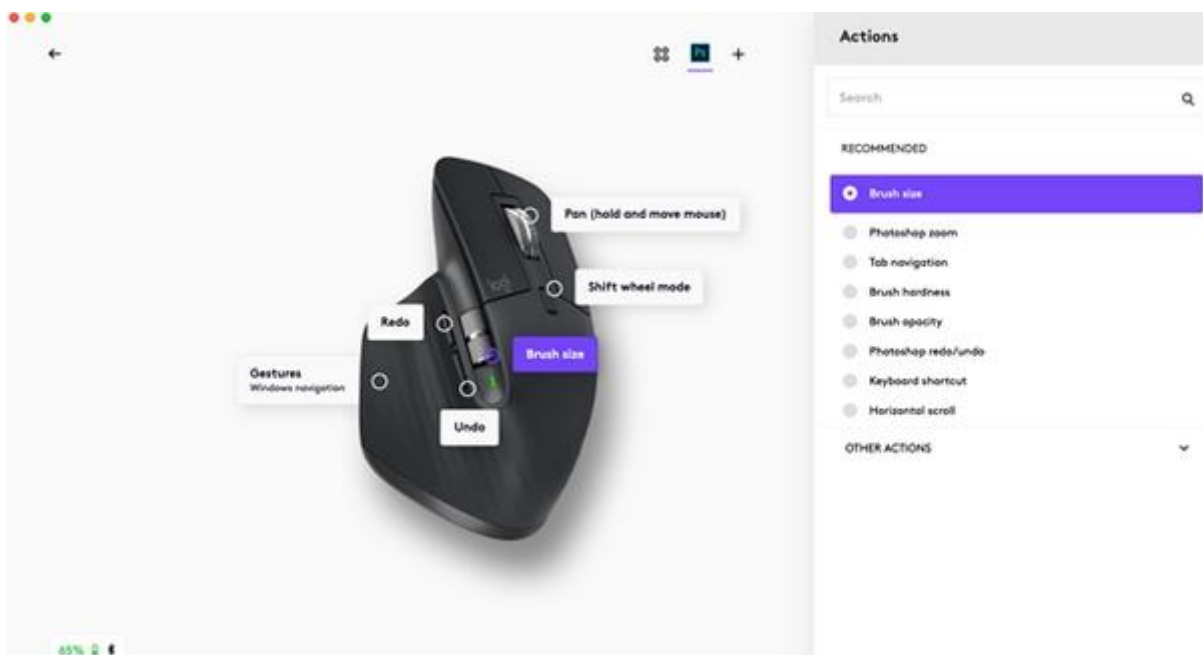 Ps
Actions
Search
RECOMMENDED
Brush size
Photoshop zoom
Tab navigation
Brush hardness
Brush opacity
Photoshop redo/undo
Keyboard shortcut
Horizontal scroll
OTHER ACTIONS
Pan (hold and move mouse)
Shift wheel mode
logi
Redo
Brush size
Gestures
Windows navigation
Undo
65%